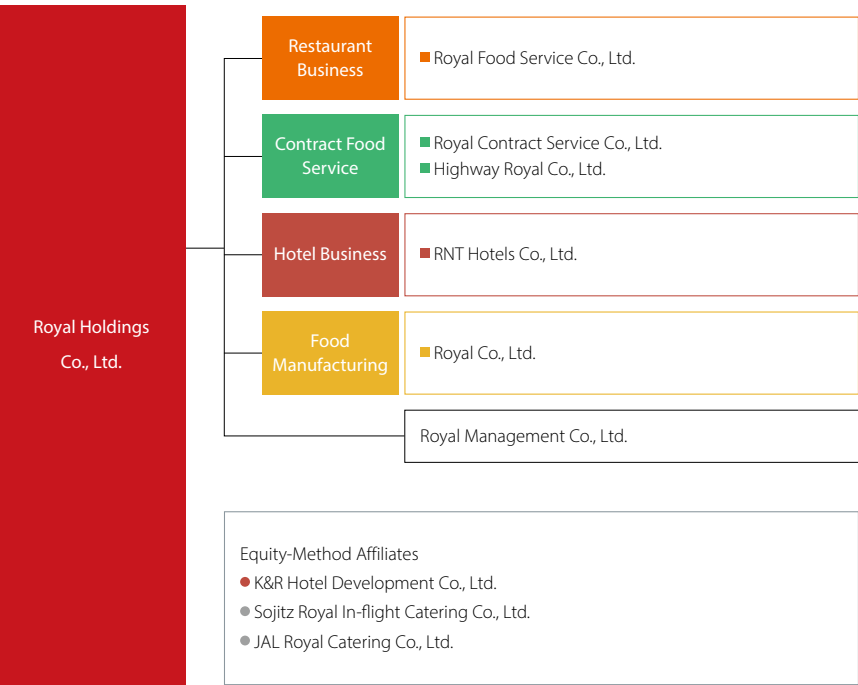 Royal Holdings
Co., Ltd.
Restaurant
Business
■ Royal Food Service Co., Ltd.
Contract Food
Service
■ Royal Contract Service Co., Ltd.
■ Highway Royal Co., Ltd.
Hotel Business
■ RNT Hotels Co., Ltd.
Food
Manufacturing
■ Royal Co., Ltd.
Royal Management Co., Ltd.
Equity-Method Affiliates
● K&R Hotel Development Co., Ltd.
● Sojitz Royal In-flight Catering Co., Ltd.
● JAL Royal Catering Co., Ltd.